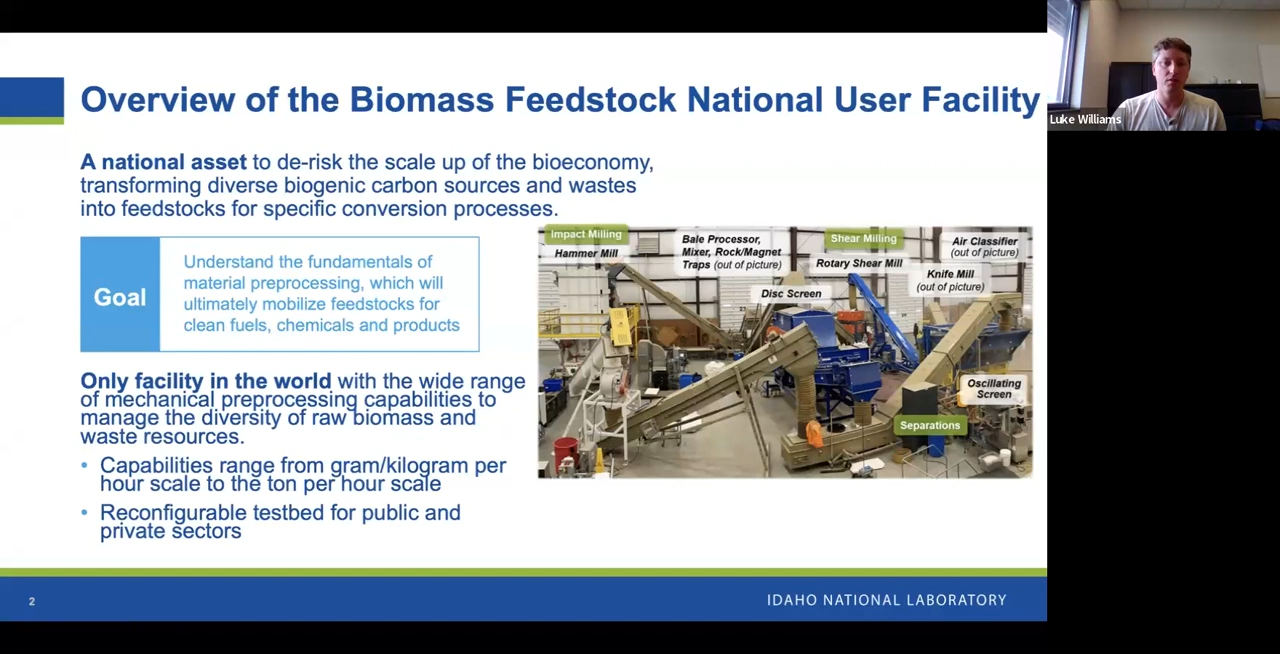 Overview of the Biomass Feedstock National User Facility
Luke Williams
A national asset to de-risk the scale up of the bioeconomy,
transforming diverse biogenic carbon sources and wastes
into feedstocks for specific conversion processes.
Goal
Understand the fundamentals of
material preprocessing, which will
ultimately mobilize feedstocks for
clean fuels, chemicals and products
Only facility in the world with the wide range
of mechanical preprocessing capabilities to
manage the diversity of raw biomass and
waste resources.
• Capabilities range from gram/kilogram per
hour scale to the ton per hour scale
• Reconfigurable testbed for public and
private sectors
Impact Milling
Hammer Mill
Bale Processor,
Mixer, Rock/Magnet
Traps (out of picture)
Disc Screen
Shear Milling
Rotary Shear Mill
Air Classifier
(out of picture)
Knife Mill
(out of picture)
Oscillating
Screen
Separations
2
IDAHO NATIONAL LABORATORY